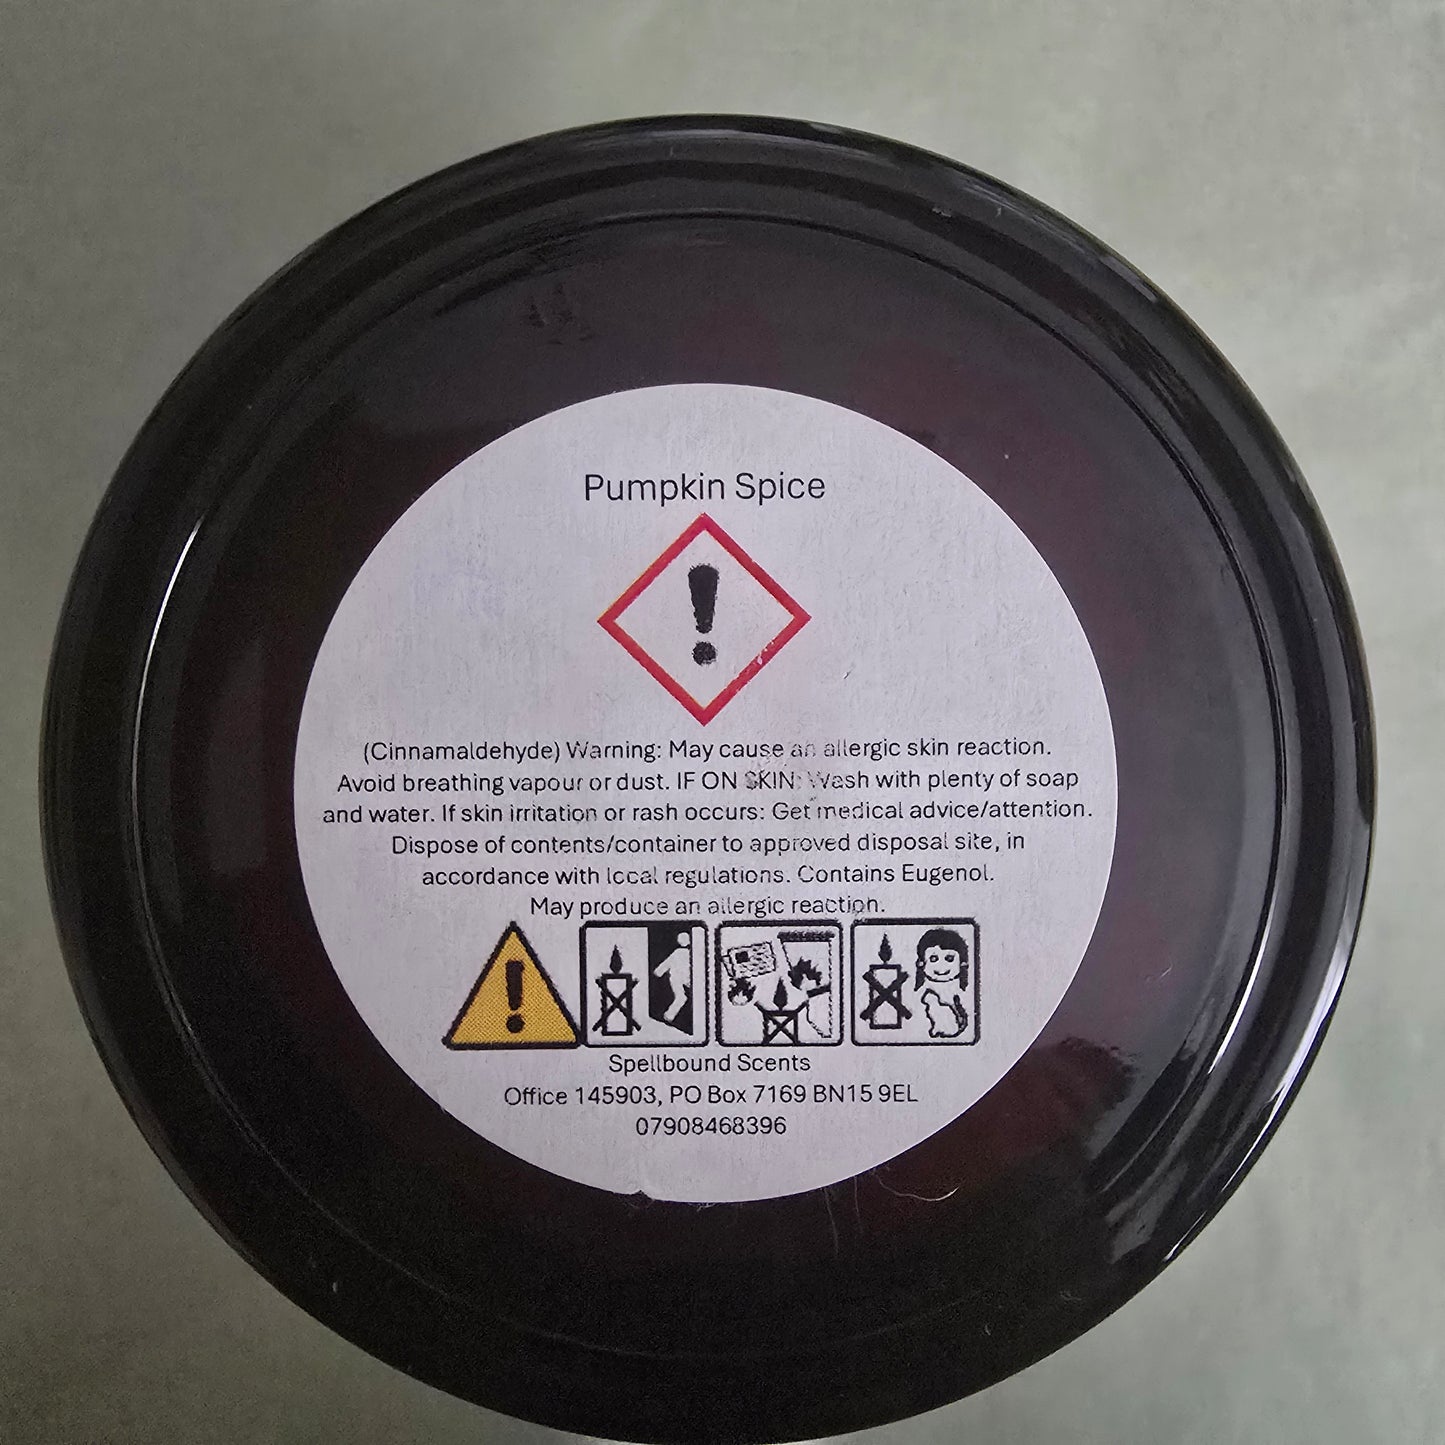 Pumpkin Spice
(Cinnamaldehyde) Warning: May cause an allergic skin reaction.
Avoid breathing vapour or dust. IF ON SKIN: Wash with plenty of soap
and water. If skin irritation or rash occurs: Get medical advice/attention.
Dispose of contents/container to approved disposal site, in
accordance with local regulations. Contains Eugenol.
May produce an allergic reaction.
Spellbound Scents
Office 145903, PO Box 7169 BN15 9EL
07908468396